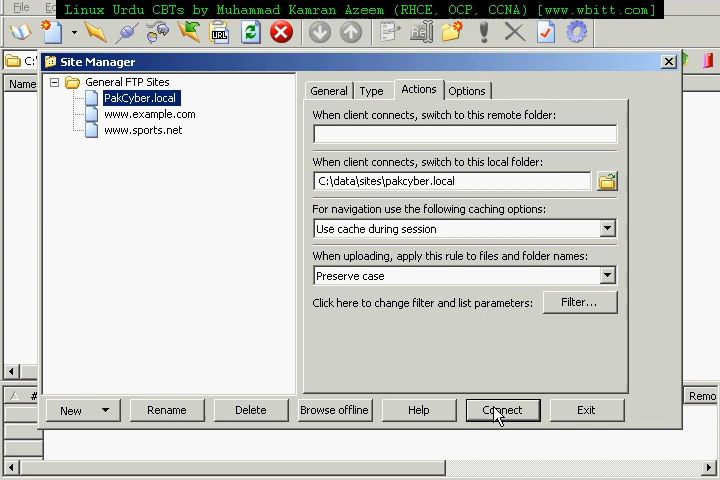 Linux Urdu CBTs by Muhammad Kamran Azeem (RHCE, OCP, CCNA) [www.wbitt.com]
File
URL
Site Manager
C:\
Name
General FTP Sites
PakCyber.local
www.example.com
www.sports.net
General
Type
Actions
Options
When client connects, switch to this remote folder:
When client connects, switch to this local folder:
C:\data\sites\pakcyber.local
For navigation use the following caching options:
Use cache during session
When uploading, apply this rule to files and folder names:
Preserve case
Click here to change filter and list parameters:
Filter...
#
Remo
New
Rename
Delete
Browse offline
Help
Connect
Exit